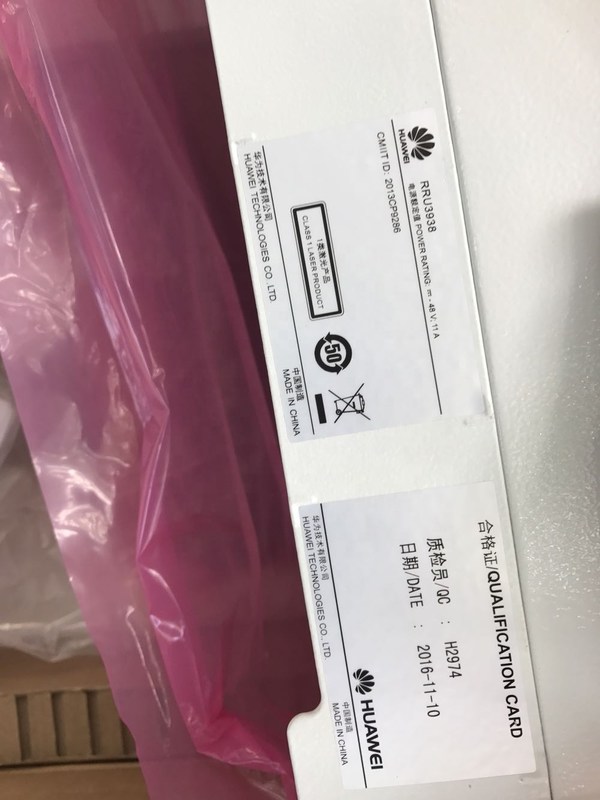 HUAWEI
RRU3938
电源额定值 POWER RATING: ⎓ - 48 V; 11 A
CMIIT ID: 2013CP9286
1类激光产品
CLASS 1 LASER PRODUCT
50
华为技术有限公司
HUAWEI TECHNOLOGIES CO., LTD.
中国制造
MADE IN CHINA
合格证/QUALIFICATION CARD
质检员/QC : H2974
日期/DATE : 2016-11-10
HUAWEI
华为技术有限公司
HUAWEI TECHNOLOGIES CO., LTD.
中国制造
MADE IN CHINA